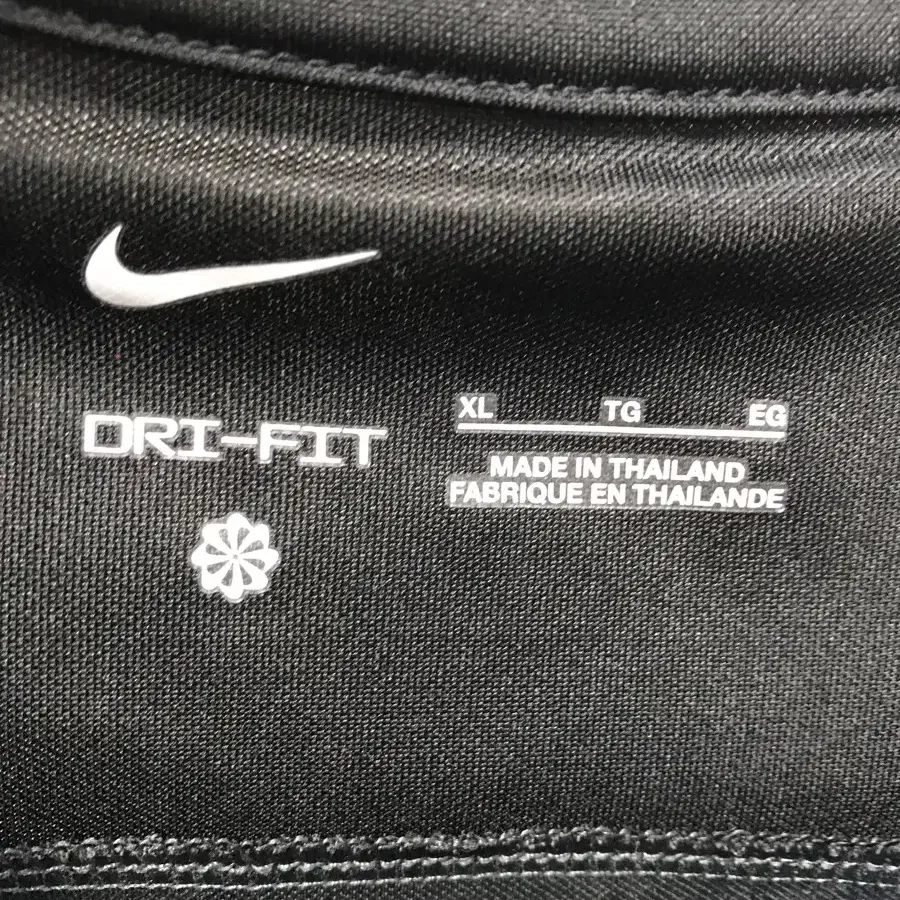 DRI-FIT
XL TG EG
MADE IN THAILAND
FABRIQUE EN THAILANDE